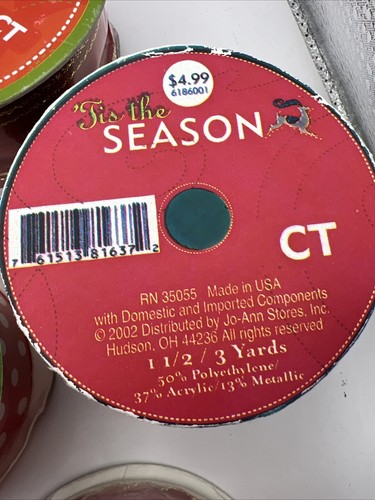 CT
$4.99
6186001
'Tis the
SEASON
7 61513 81637 2
CT
RN 35055 Made in USA
with Domestic and Imported Components
© 2002 Distributed by Jo-Ann Stores, Inc.
Hudson, OH 44236 All rights reserved
1 1/2 / 3 Yards
50% Polyethylene/
37% Acrylic/13% Metallic